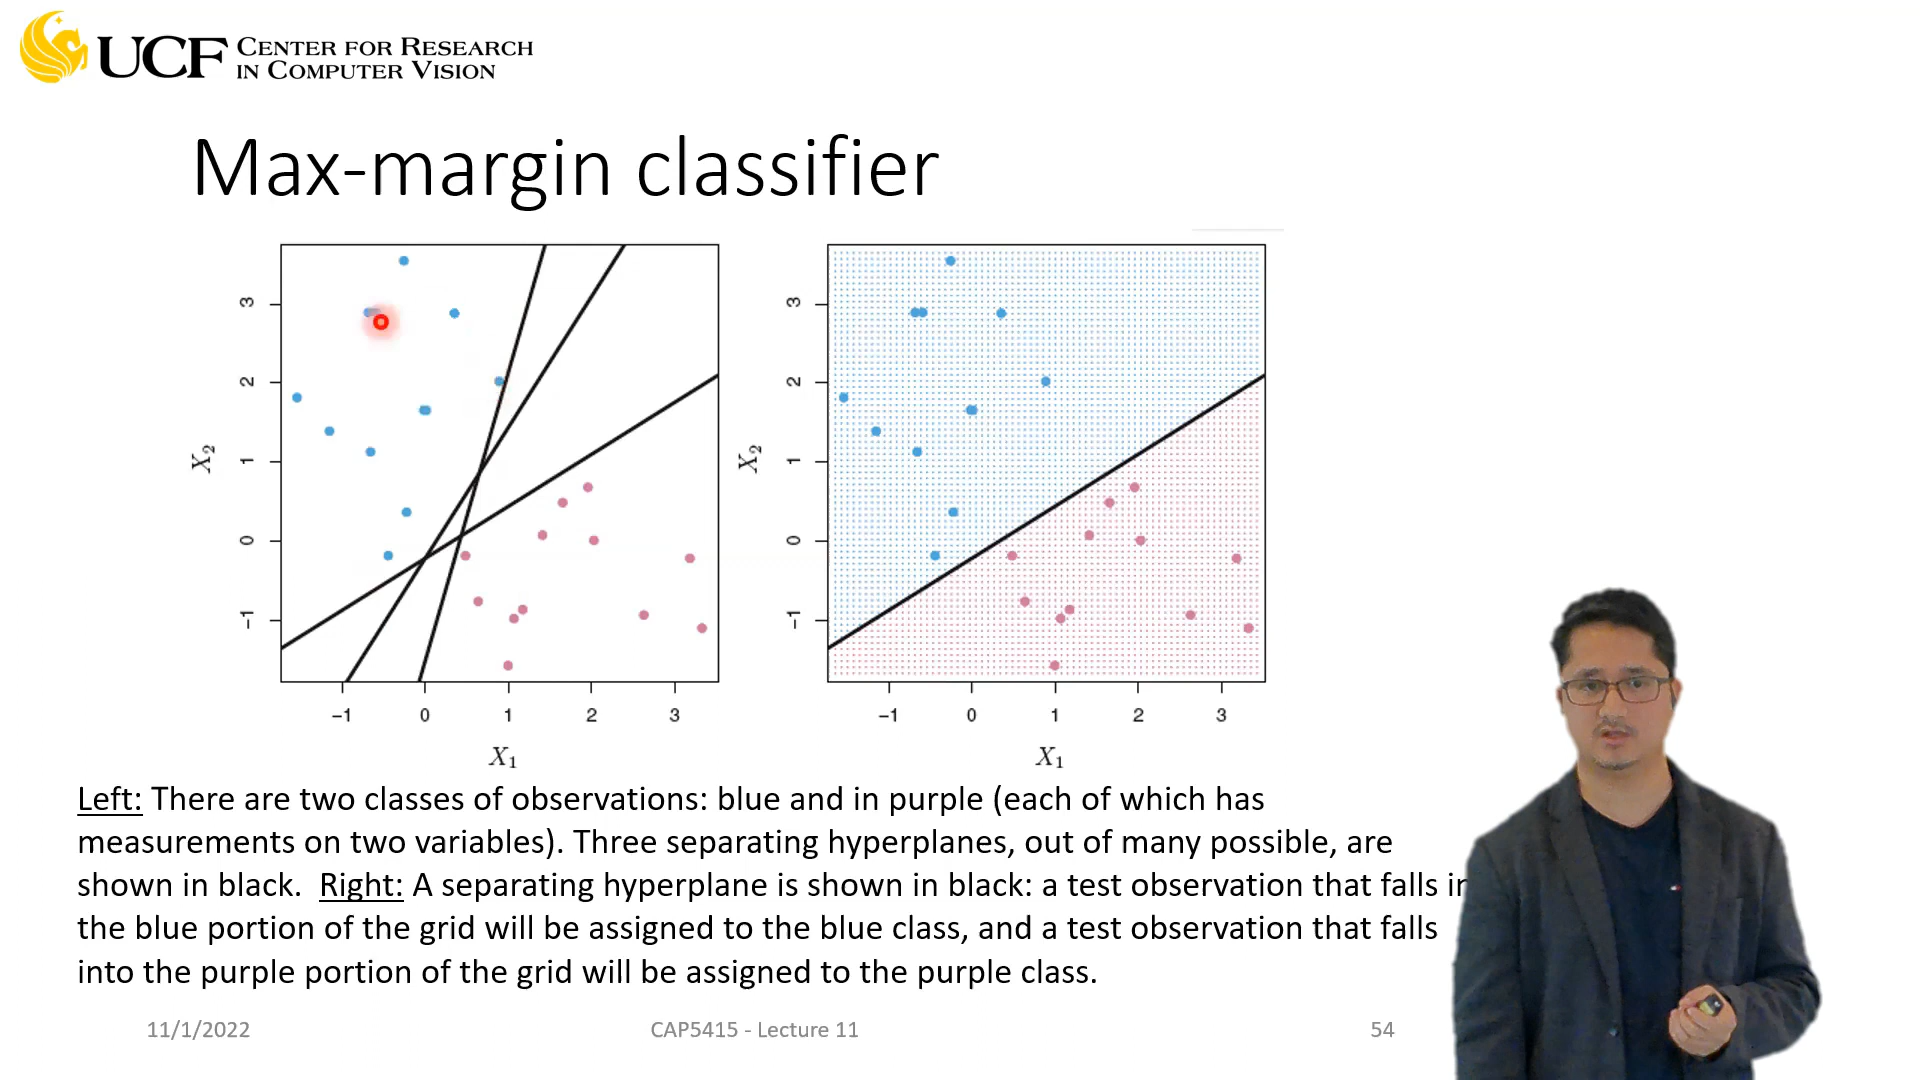 UCF CENTER FOR RESEARCH
IN COMPUTER VISION
Max-margin classifier
3
2
1
0
−1
X2
−1 0 1 2 3
X1
3
2
1
0
−1
X2
−1 0 1 2 3
X1
Left: There are two classes of observations: blue and in purple (each of which has
measurements on two variables). Three separating hyperplanes, out of many possible, are
shown in black. Right: A separating hyperplane is shown in black: a test observation that falls in
the blue portion of the grid will be assigned to the blue class, and a test observation that falls
into the purple portion of the grid will be assigned to the purple class.
11/1/2022
CAP5415 - Lecture 11
54